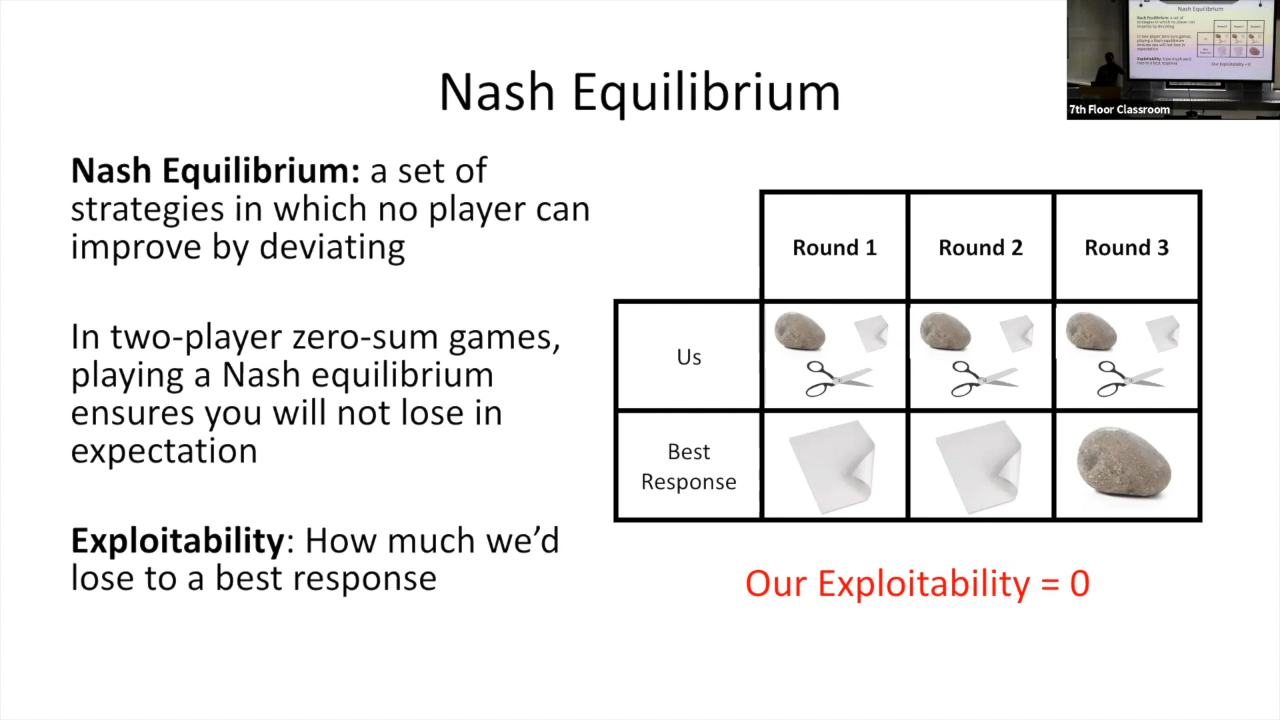 Nash Equilibrium
Nash Equilibrium: a set of
strategies in which no player can
improve by deviating
In two-player zero-sum games,
playing a Nash equilibrium
ensures you will not lose in
expectation
Exploitability: How much we’d
lose to a best response
Round 1
Round 2
Round 3
Us
Best
Response
Our Exploitability = 0
7th Floor Classroom